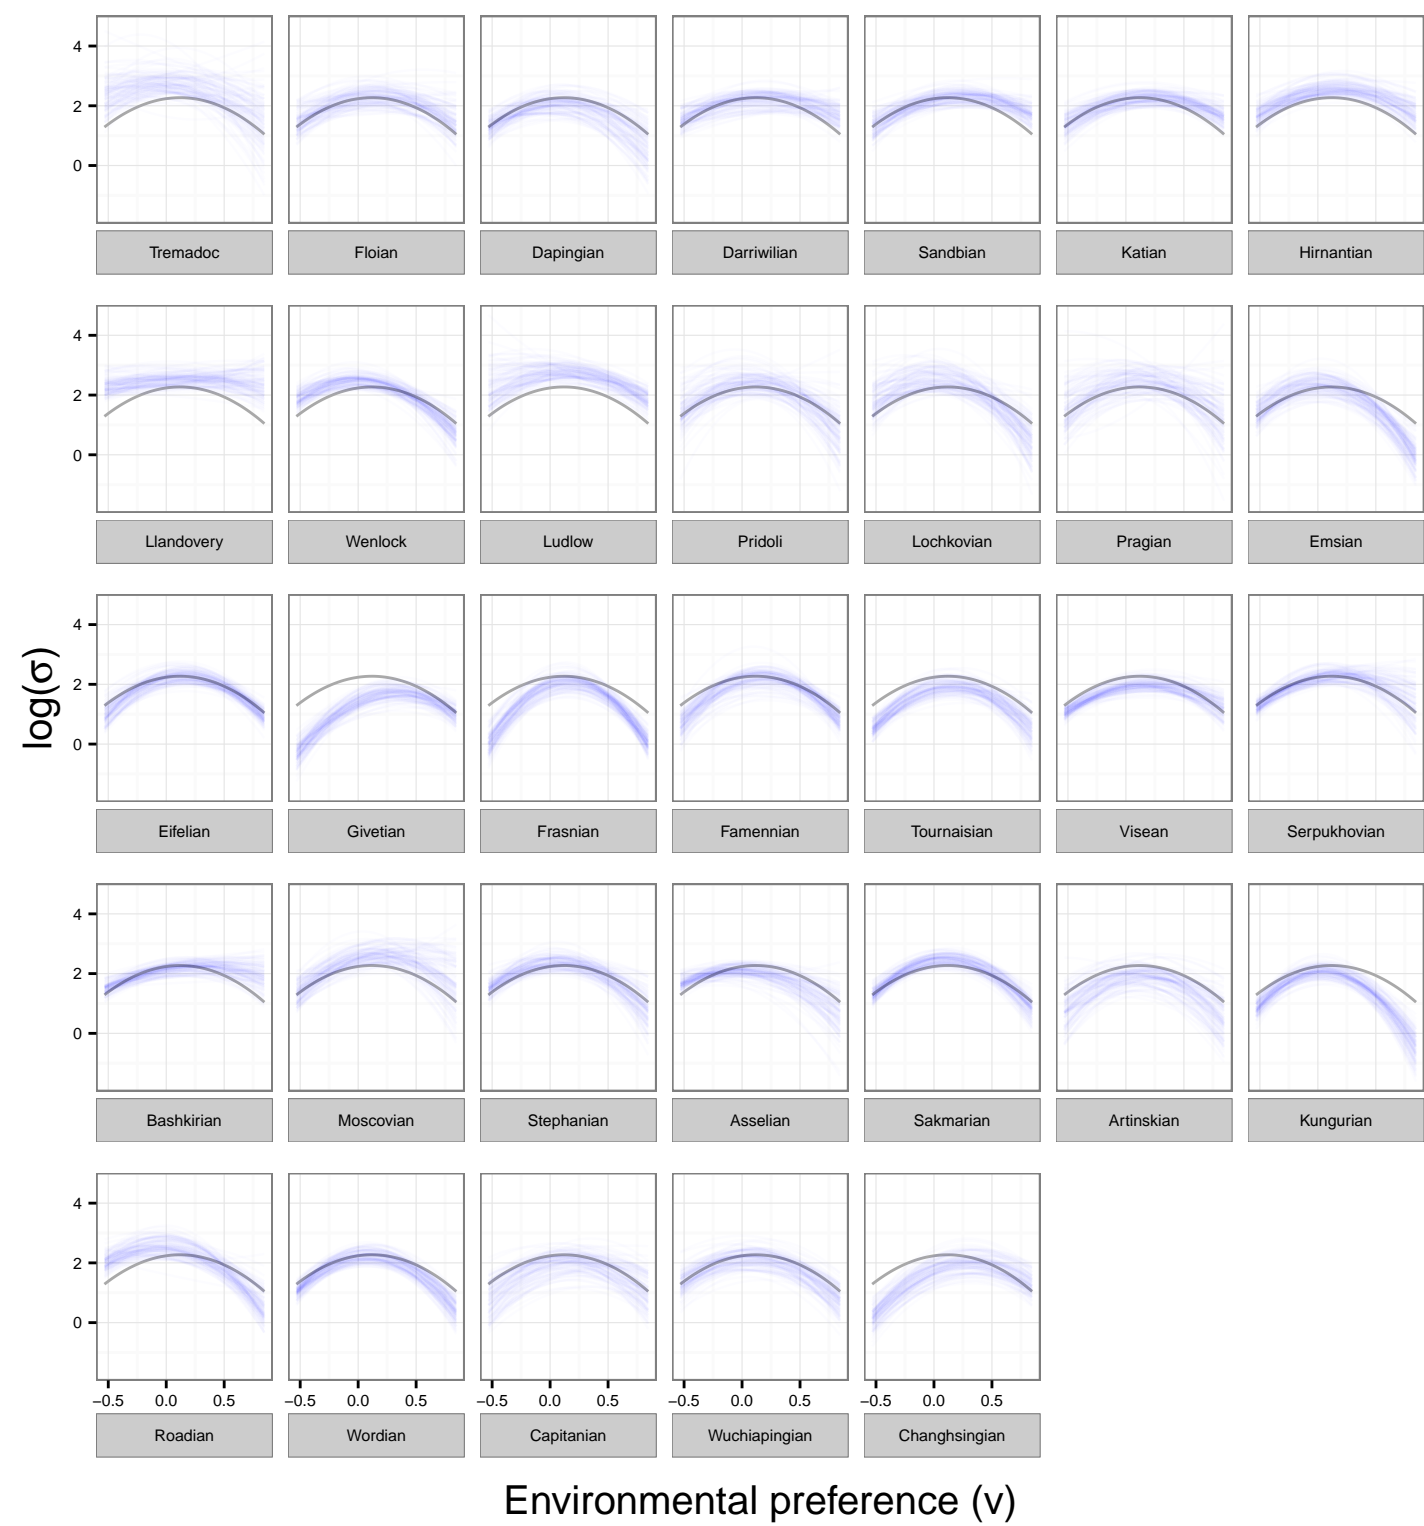 4
2
0
Tremadoc Floian Dapingian Darriwilian Sandbian Katian Hirnantian
4
2
0
Llandovery Wenlock Ludlow Pridoli Lochkovian Pragian Emsian
log(σ)
4
2
0
Eifelian Givetian Frasnian Famennian Tournaisian Visean Serpukhovian
4
2
0
Bashkirian Moscovian Stephanian Asselian Sakmarian Artinskian Kungurian
4
2
0
−0.5 0.0 0.5 −0.5 0.0 0.5 −0.5 0.0 0.5 −0.5 0.0 0.5 −0.5 0.0 0.5
Roadian Wordian Capitanian Wuchiapingian Changhsingian
Environmental preference (v)